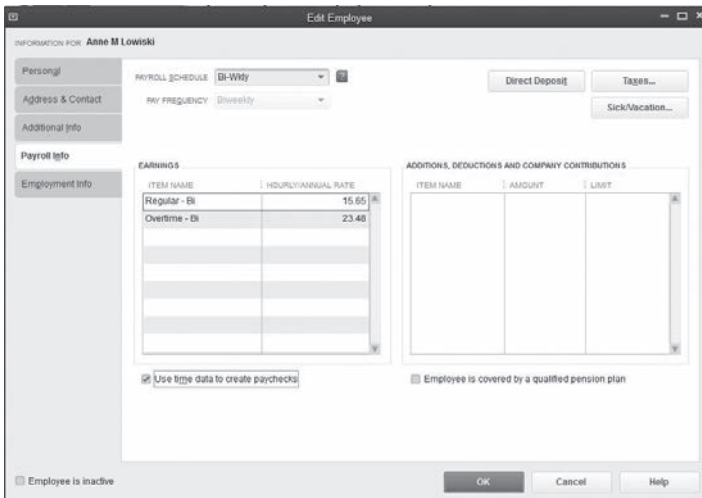 Edit Employee
INFORMATION FOR Anne M Lowiski
Personal
Address & Contact
Additional Info
Payroll Info
Employment Info
PAYROLL SCHEDULE Bi-Wkly ?
PAY FREQUENCY Biweekly
Direct Deposit
Taxes...
Sick/Vacation...
EARNINGS
ITEM NAME HOURLY/ANNUAL RATE
Regular - Bi 15.65
Overtime - Bi 23.48
Use time data to create paychecks
ADDITIONS, DEDUCTIONS AND COMPANY CONTRIBUTIONS
ITEM NAME AMOUNT LIMIT
Employee is covered by a qualified pension plan
Employee is inactive
OK Cancel Help